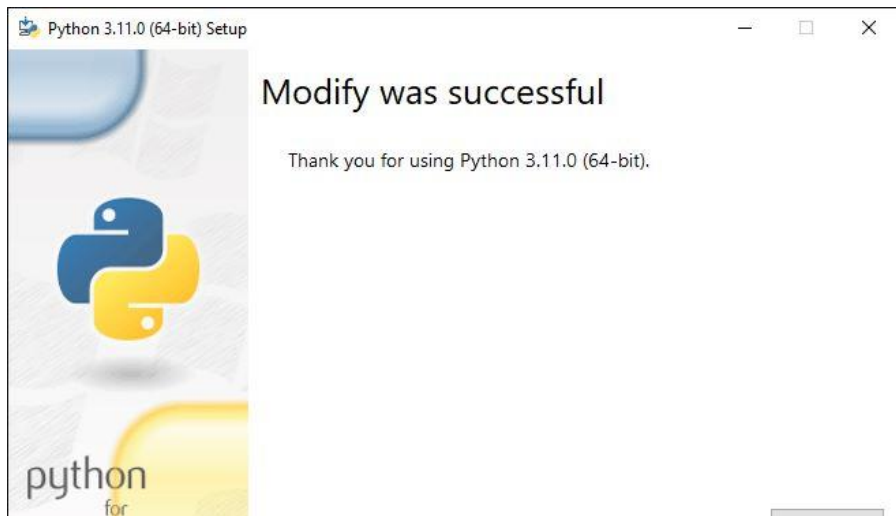 Python 3.11.0 (64-bit) Setup
Modify was successful
Thank you for using Python 3.11.0 (64-bit).
python
for